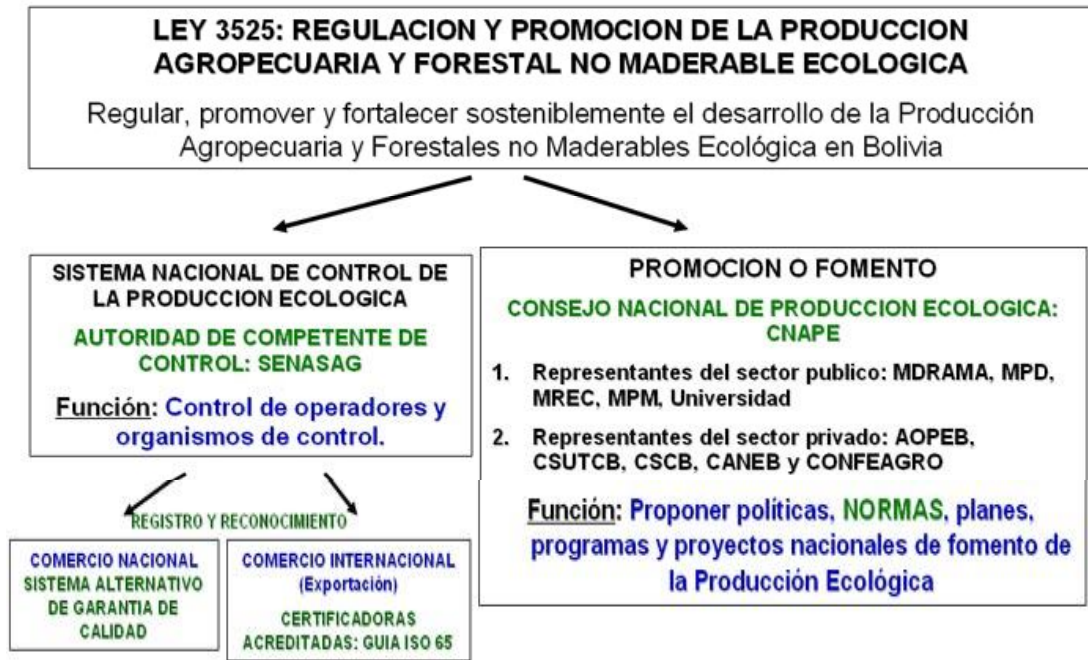 LEY 3525: REGULACION Y PROMOCION DE LA PRODUCCION
AGROPECUARIA Y FORESTAL NO MADERABLE ECOLOGICA
Regular, promover y fortalecer sosteniblemente el desarrollo de la Producción
Agropecuaria y Forestales no Maderables Ecológica en Bolivia
SISTEMA NACIONAL DE CONTROL DE
LA PRODUCCION ECOLOGICA
AUTORIDAD DE COMPETENTE DE
CONTROL: SENASAG
Función: Control de operadores y
organismos de control.
REGISTRO Y RECONOCIMIENTO
COMERCIO NACIONAL
SISTEMA ALTERNATIVO
DE GARANTIA DE
CALIDAD
COMERCIO INTERNACIONAL
(Exportación)
CERTIFICADORAS
ACREDITADAS: GUIA ISO 65
PROMOCION O FOMENTO
CONSEJO NACIONAL DE PRODUCCION ECOLOGICA:
CNAPE
1. Representantes del sector publico: MDRAMA, MPD,
MREC, MPM, Universidad
2. Representantes del sector privado: AOPEB,
CSUTCB, CSCB, CANEB y CONFEAGRO
Función: Proponer políticas, NORMAS, planes,
programas y proyectos nacionales de fomento de
la Producción Ecológica